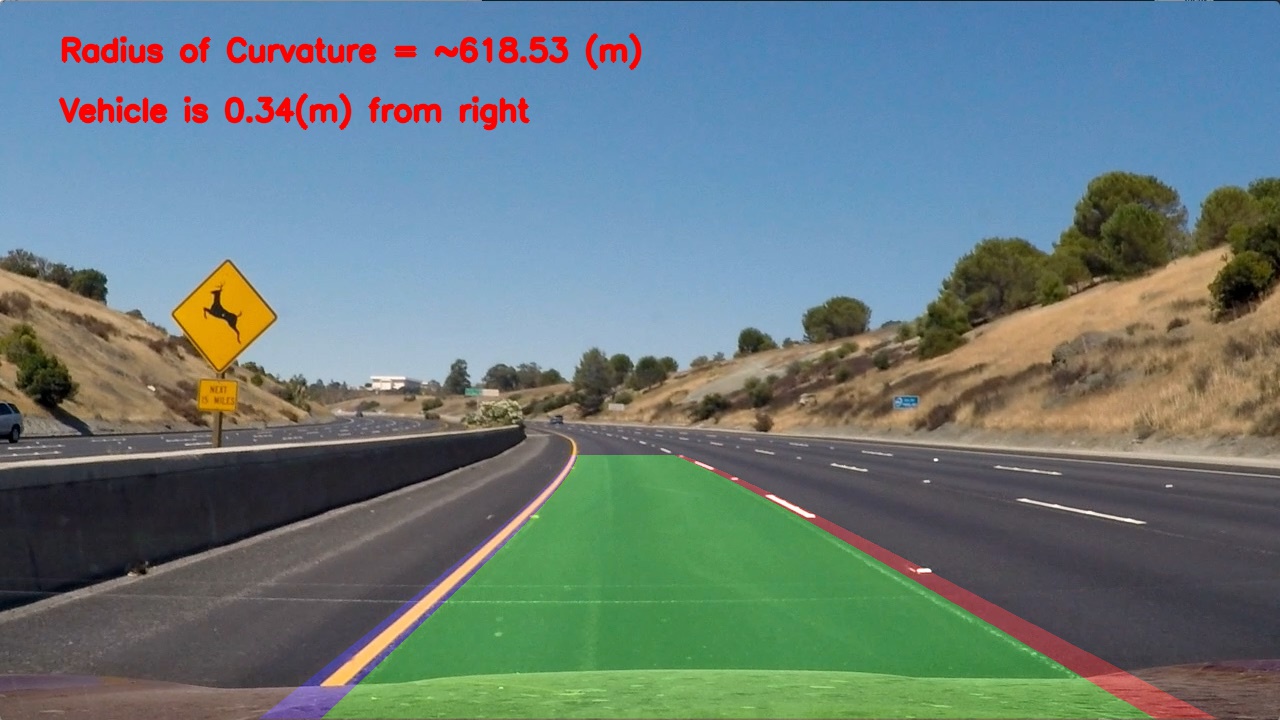 Radius of Curvature = ~618.53 (m)
Vehicle is 0.34(m) from right
NEXT
15 MILES